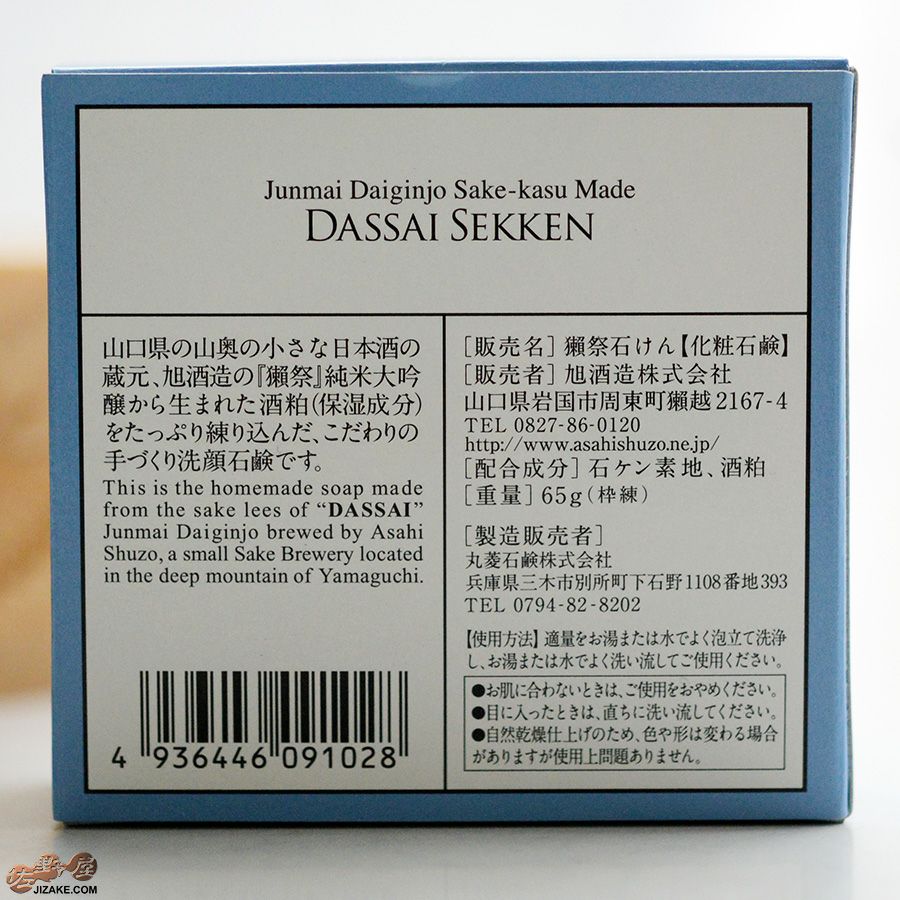 Junmai Daiginjo Sake-kasu Made
DASSAI SEKKEN
山口県の山奥の小さな日本酒の
蔵元、旭酒造の『獺祭』純米大吟
醸から生まれた酒粕(保湿成分)
をたっぷり練り込んだ、こだわりの
手づくり洗顔石鹸です。
This is the homemade soap made
from the sake lees of “DASSAI”
Junmai Daiginjo brewed by Asahi
Shuzo, a small Sake Brewery located
in the deep mountain of Yamaguchi.
4 936446 091028
[販売名] 獺祭石けん【化粧石鹸】
[販売者] 旭酒造株式会社
山口県岩国市周東町獺越2167-4
TEL 0827-86-0120
http://www.asahishuzo.ne.jp/
[配合成分] 石ケン素地、酒粕
[重量] 65g(枠練)
[製造販売者]
丸菱石鹸株式会社
兵庫県三木市別所町下石野1108番地393
TEL 0794-82-8202
【使用方法】適量をお湯または水でよく泡立て洗浄
し、お湯または水でよく洗い流してご使用ください。
●お肌に合わないときは、ご使用をおやめください。
●目に入ったときは、直ちに洗い流してください。
●自然乾燥仕上げのため、色や形は変わる場合
がありますが使用上問題ありません。
佐野屋
JIZAKE.COM